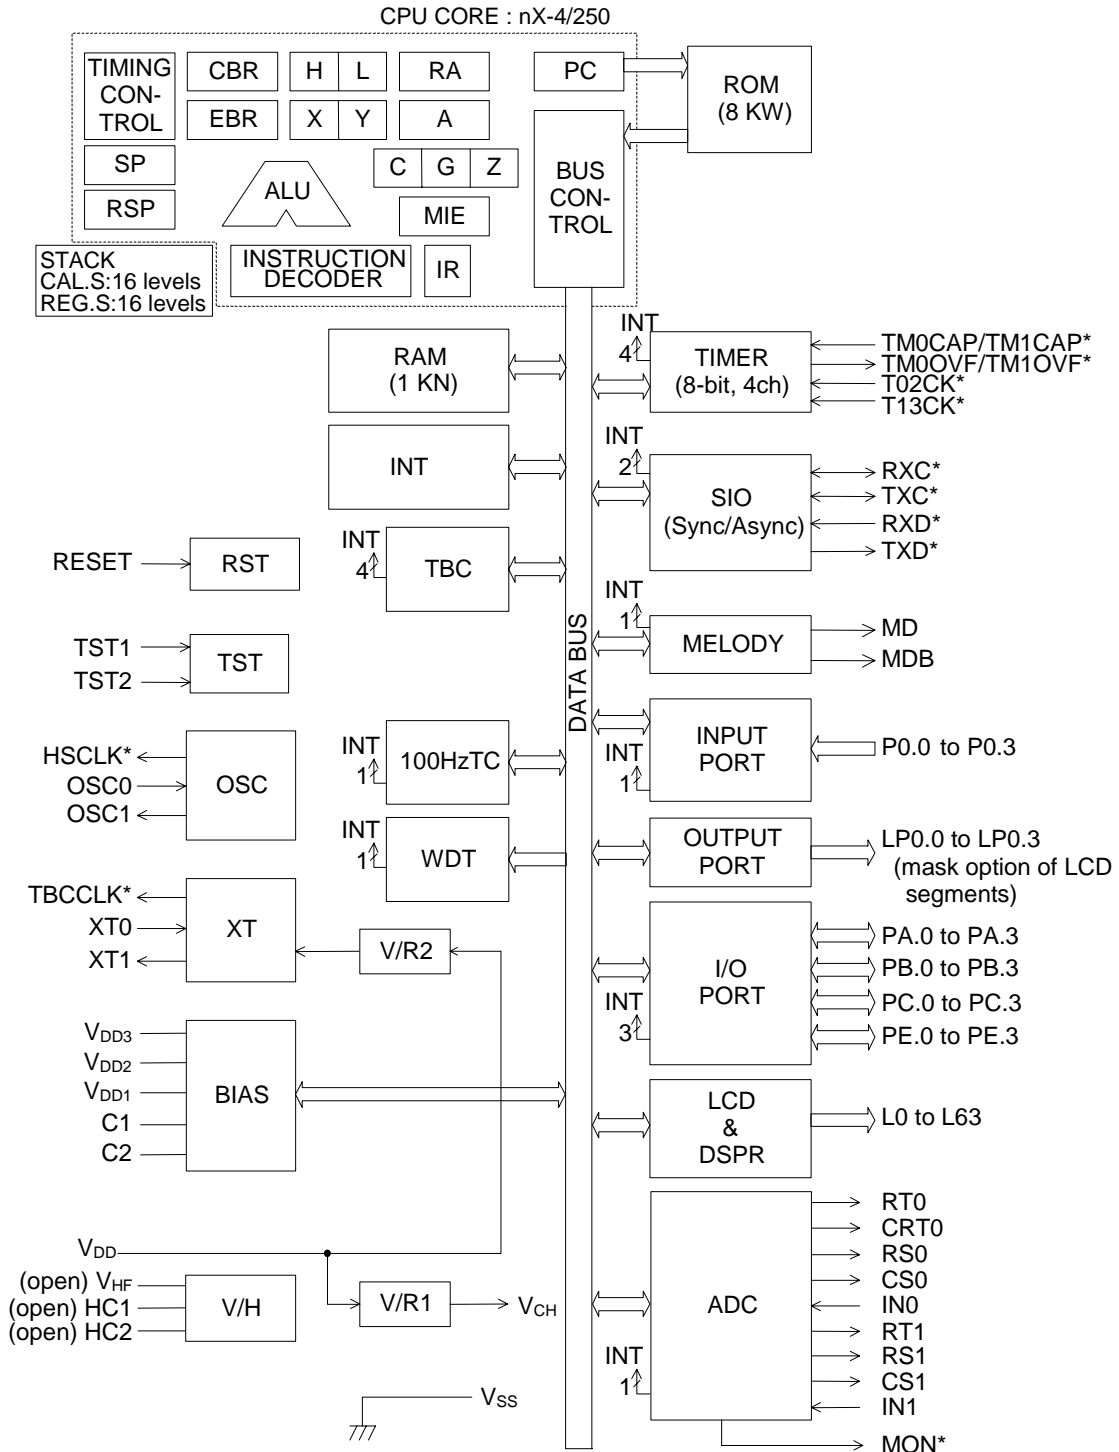 CPU CORE : nX-4/250
TIMING
CON-
TROL
CBR
H
L
RA
PC
ROM
(8 KW)
EBR
X
Y
A
SP
C
G
Z
BUS
CON-
TROL
ALU
RSP
MIE
STACK
CAL.S:16 levels
REG.S:16 levels
INSTRUCTION
DECODER
IR
RAM
(1 KN)
INT
4
TIMER
(8-bit, 4ch)
TM0CAP/TM1CAP*
TM0OVF/TM1OVF*
T02CK*
T13CK*
INT
INT
2
SIO
(Sync/Async)
RXC*
TXC*
RXD*
TXD*
RESET
RST
INT
4
TBC
DATA BUS
INT
1
MELODY
MD
MDB
TST1
TST2
TST
HSCLK*
OSC0
OSC1
OSC
INT
1
100HzTC
INT
1
INPUT
PORT
P0.0 to P0.3
INT
1
WDT
OUTPUT
PORT
LP0.0 to LP0.3
(mask option of LCD
segments)
TBCCLK*
XT0
XT1
XT
V/R2
INT
3
I/O
PORT
PA.0 to PA.3
PB.0 to PB.3
PC.0 to PC.3
PE.0 to PE.3
VDD3
VDD2
VDD1
C1
C2
BIAS
LCD
&
DSPR
L0 to L63
VDD
(open) VHF
(open) HC1
(open) HC2
V/H
V/R1
VCH
VSS
INT
1
ADC
RT0
CRT0
RS0
CS0
IN0
RT1
RS1
CS1
IN1
MON*